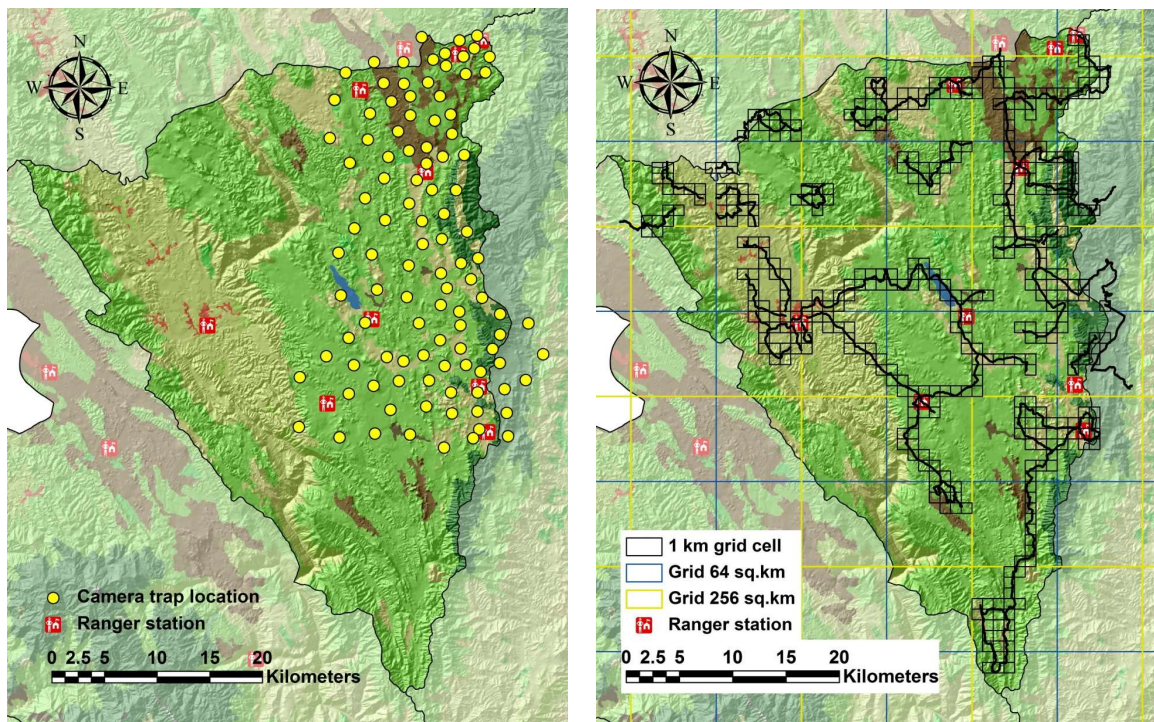 N
W E
S
Camera trap location
Ranger station
0 2.5 5 10 15 20
Kilometers
N
W E
S
1 km grid cell
Grid 64 sq.km
Grid 256 sq.km
Ranger station
0 2.5 5 10 15 20
Kilometers